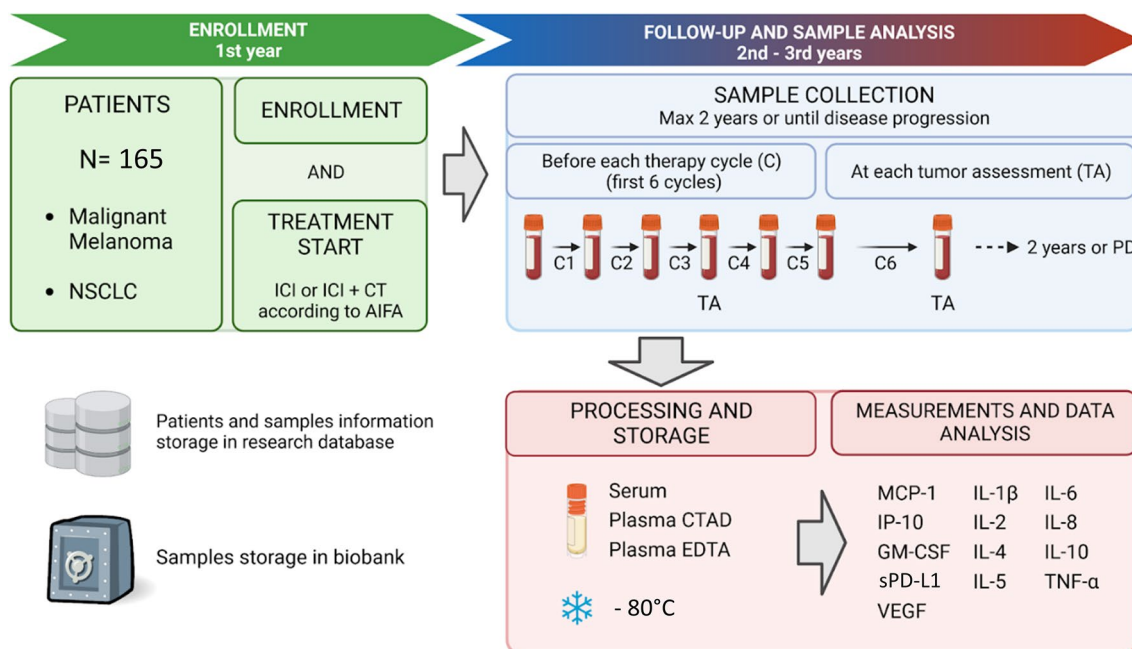 ENROLLMENT
1st year
FOLLOW-UP AND SAMPLE ANALYSIS
2nd - 3rd years
PATIENTS
N= 165
• Malignant
Melanoma
• NSCLC
ENROLLMENT
AND
TREATMENT
START
ICI or ICI + CT
according to AIFA
SAMPLE COLLECTION
Max 2 years or until disease progression
Before each therapy cycle (C)
(first 6 cycles)
At each tumor assessment (TA)
C1 C2 C3 C4 C5 C6 2 years or PD
TA TA
Patients and samples information
storage in research database
Samples storage in biobank
PROCESSING AND
STORAGE
Serum
Plasma CTAD
Plasma EDTA
- 80°C
MEASUREMENTS AND DATA
ANALYSIS
MCP-1 IL-1β IL-6
IP-10 IL-2 IL-8
GM-CSF IL-4 IL-10
sPD-L1 IL-5 TNF-α
VEGF